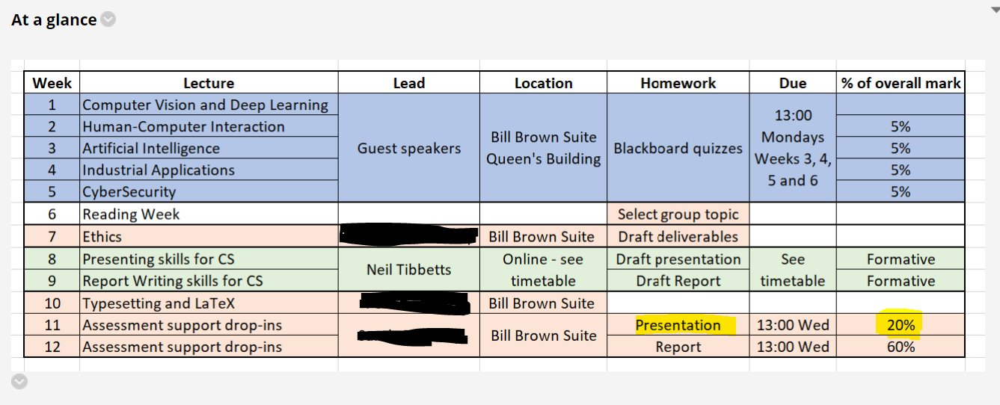 At a glance
Week Lecture Lead Location Homework Due % of overall mark
1 Computer Vision and Deep Learning
2 Human-Computer Interaction 5%
3 Artificial Intelligence 5%
4 Industrial Applications 5%
5 CyberSecurity 5%
Guest speakers
Bill Brown Suite
Queen's Building
Blackboard quizzes
13:00
Mondays
Weeks 3, 4,
5 and 6
6 Reading Week Select group topic
7 Ethics Bill Brown Suite Draft deliverables
8 Presenting skills for CS Draft presentation Formative
9 Report Writing skills for CS Draft Report Formative
Neil Tibbetts
Online - see
timetable
See
timetable
10 Typesetting and LaTeX Bill Brown Suite
11 Assessment support drop-ins Presentation 13:00 Wed 20%
12 Assessment support drop-ins Report 13:00 Wed 60%
Bill Brown Suite